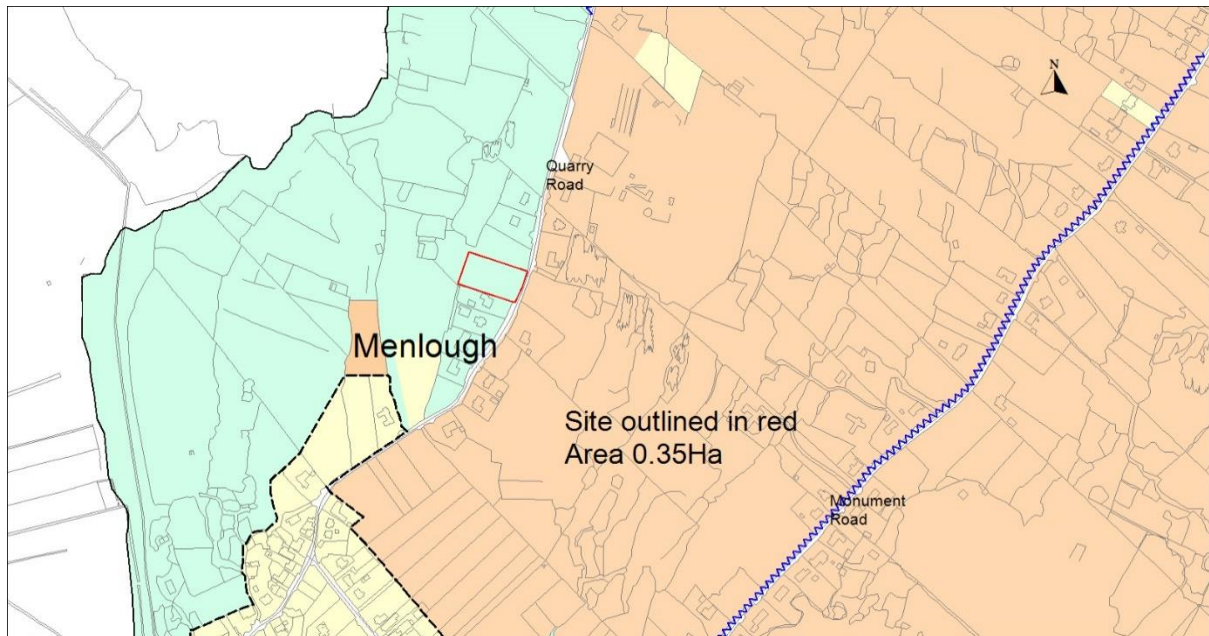 N
Quarry
Road
Menlough
Site outlined in red
Area 0.35Ha
Monument
Road